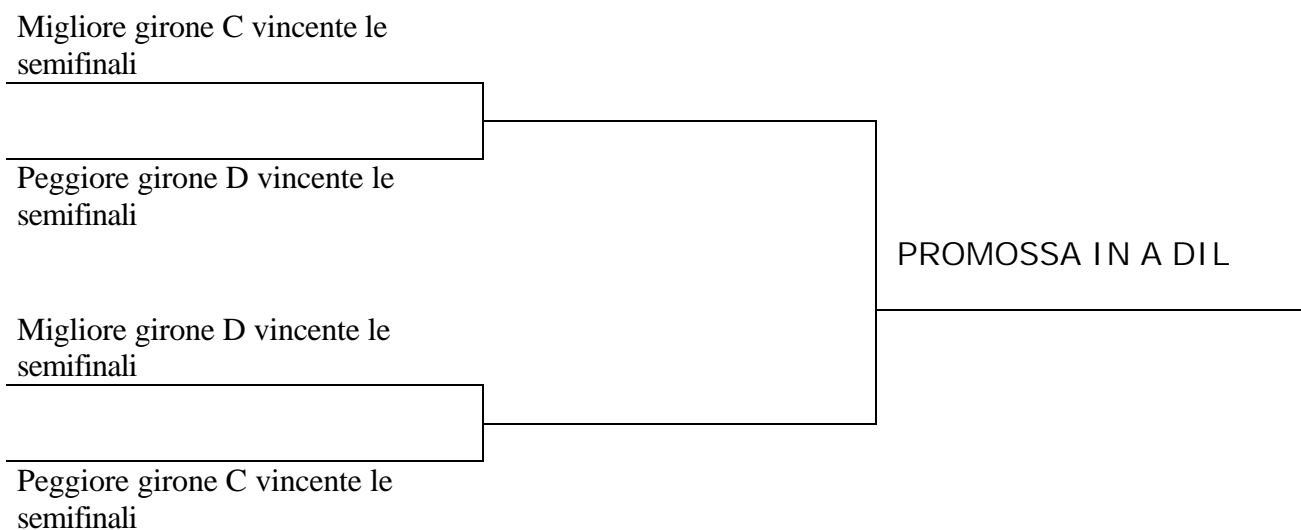 Migliore girone C vincente le
semifinali
Peggiore girone D vincente le
semifinali
PROMOSSA IN A DIL
Migliore girone D vincente le
semifinali
Peggiore girone C vincente le
semifinali